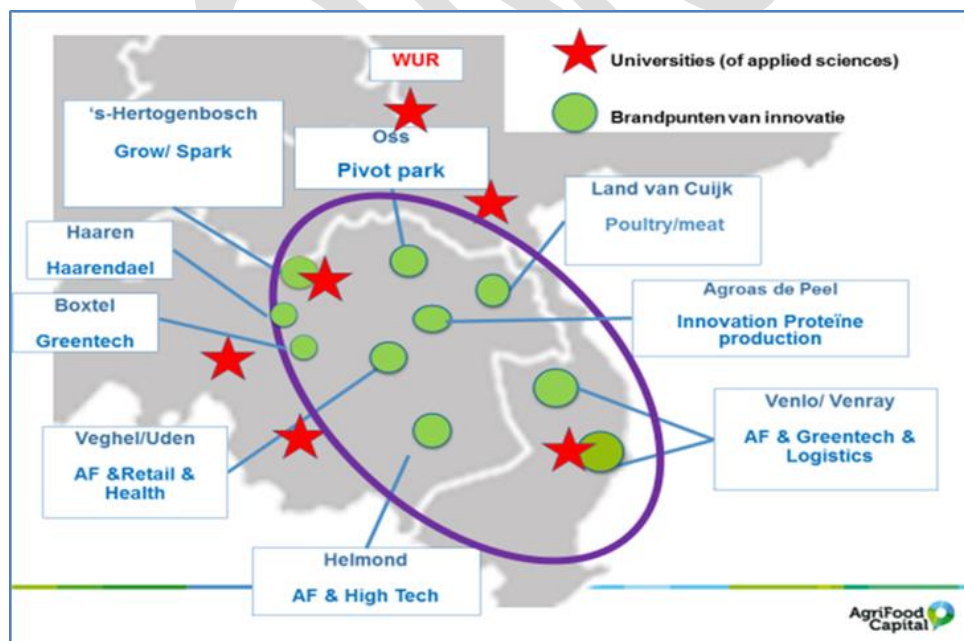 WUR
Universities (of applied sciences)
Brandpunten van innovatie
‘s-Hertogenbosch
Grow/ Spark
Oss
Pivot park
Land van Cuijk
Poultry/meat
Haaren
Haarendael
Boxtel
Greentech
Agroas de Peel
Innovation Proteïne
production
Veghel/Uden
AF &Retail &
Health
Venlo/ Venray
AF & Greentech &
Logistics
Helmond
AF & High Tech
AgriFood
Capital